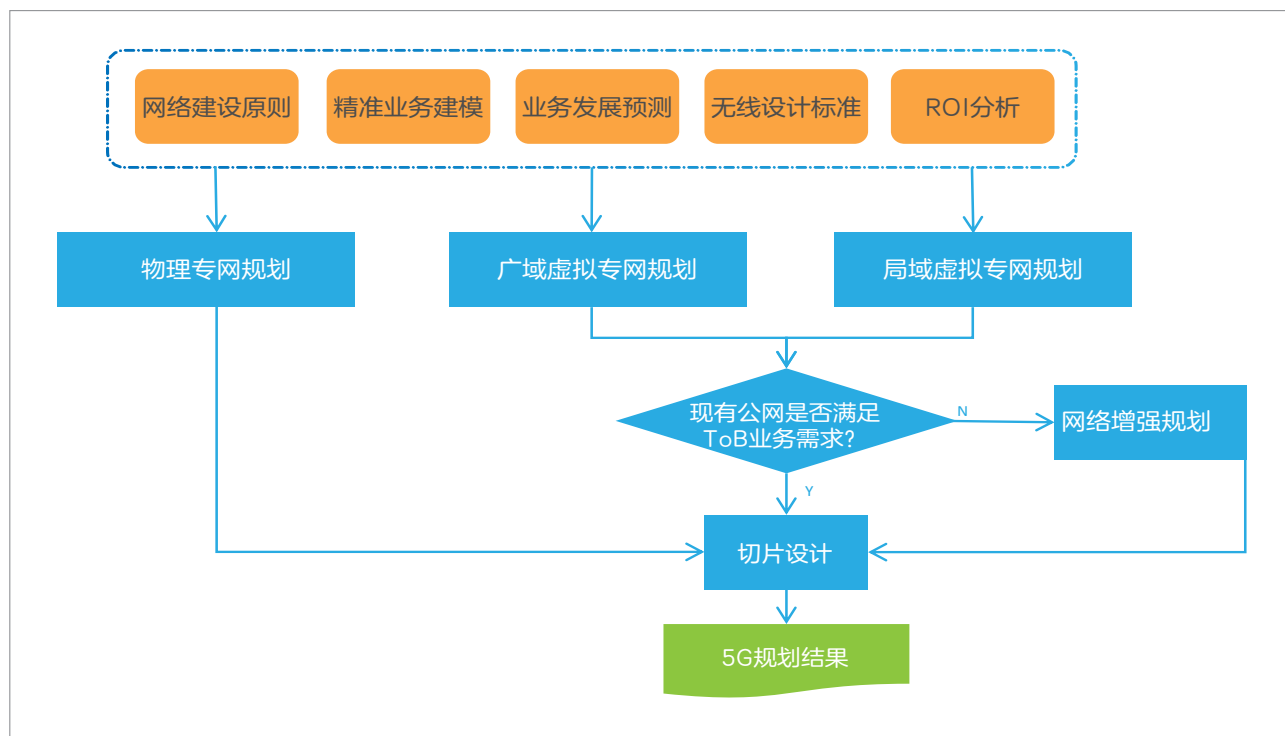 网络建设原则
精准业务建模
业务发展预测
无线设计标准
ROI分析
物理专网规划
广域虚拟专网规划
局域虚拟专网规划
现有公网是否满足
ToB业务需求?
N
网络增强规划
Y
切片设计
5G规划结果